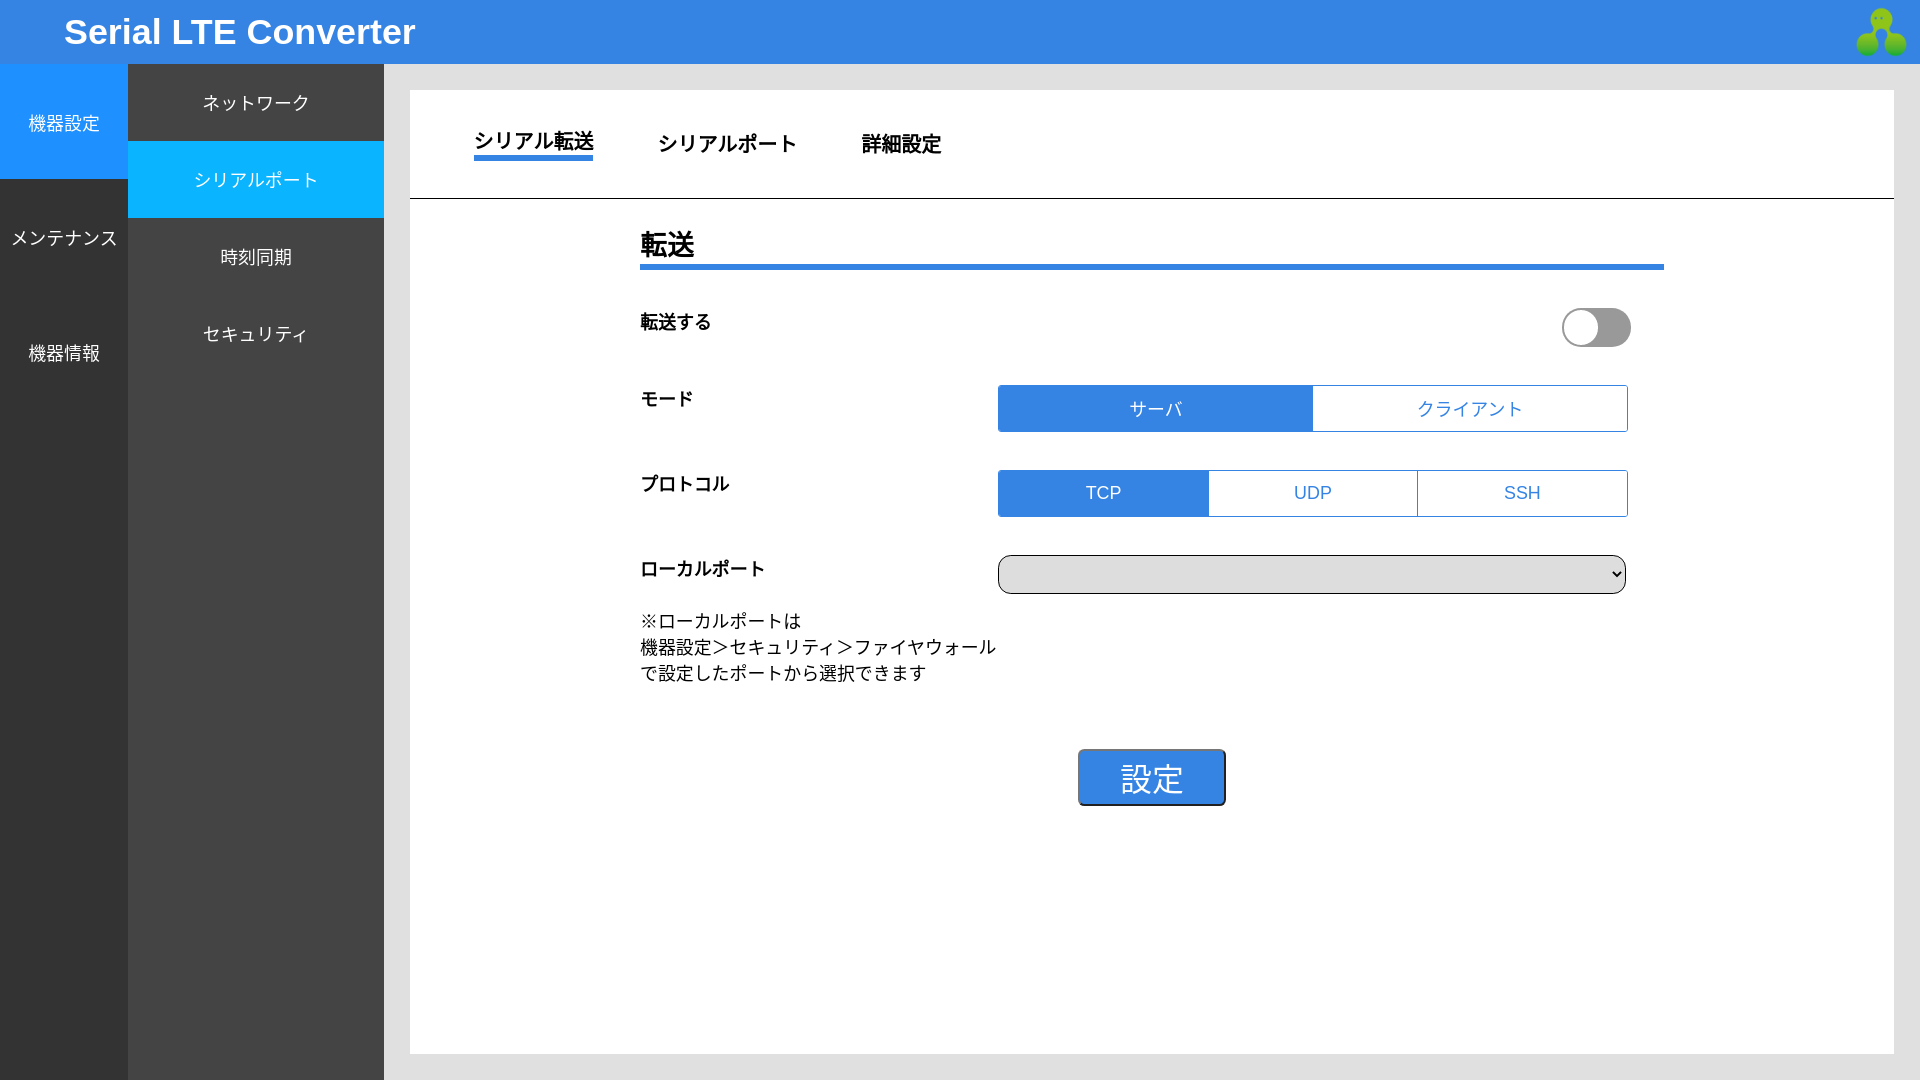 Serial LTE Converter
機器設定
メンテナンス
機器情報
ネットワーク
シリアルポート
時刻同期
セキュリティ
シリアル転送 シリアルポート 詳細設定
転送
転送する
モード サーバ クライアント
プロトコル TCP UDP SSH
ローカルポート
※ローカルポートは
機器設定＞セキュリティ＞ファイヤウォール
で設定したポートから選択できます
設定